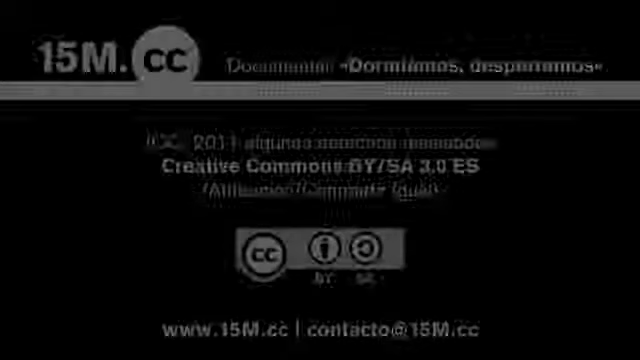 15M.cc
Documental «Dormíamos, despertamos»
(CC) 2011 algunos derechos reservados
Creative Commons BY/SA 3.0 ES
(Atribución/Compartir Igual)
cc
BY SA
www.15M.cc | contacto@15M.cc